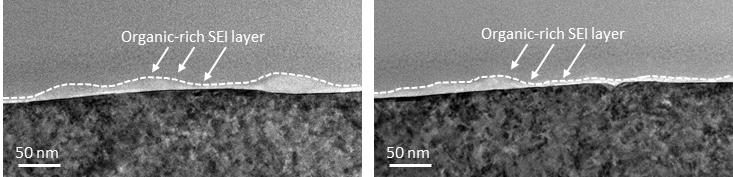 Organic-rich SEI layer
50 nm
Organic-rich SEI layer
50 nm